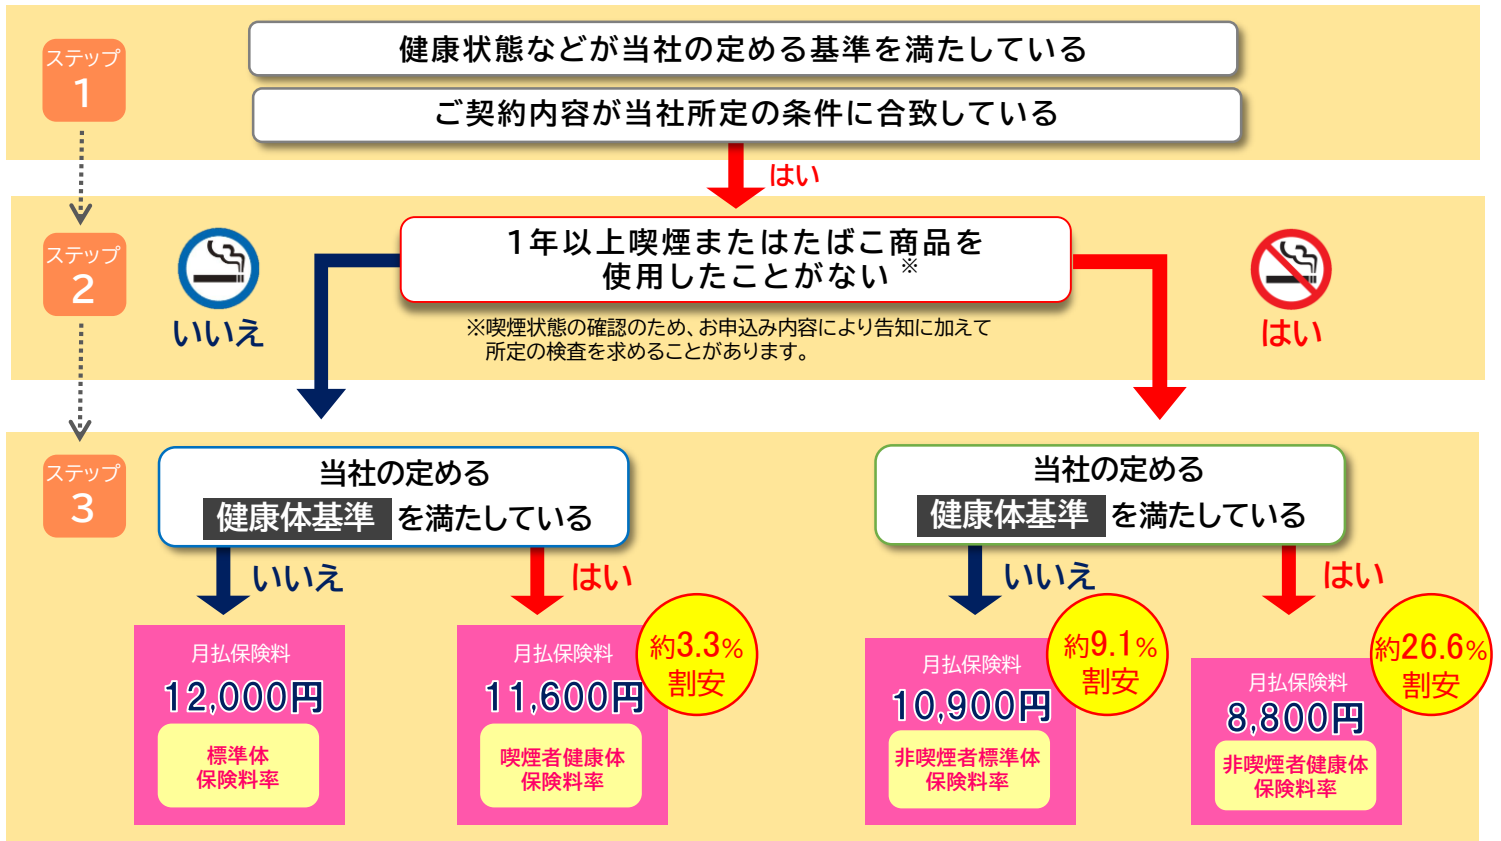 ステップ
1
健康状態などが当社の定める基準を満たしている
ご契約内容が当社所定の条件に合致している
はい
ステップ
2
いいえ
1年以上喫煙またはたばこ商品を
使用したことがない※
※喫煙状態の確認のため、お申込み内容により告知に加えて
所定の検査を求めることがあります。
はい
ステップ
3
当社の定める
健康体基準 を満たしている
いいえ
はい
当社の定める
健康体基準 を満たしている
いいえ
はい
月払保険料
12,000円
標準体
保険料率
月払保険料
11,600円
喫煙者健康体
保険料率
約3.3%
割安
月払保険料
10,900円
非喫煙者標準体
保険料率
約9.1%
割安
月払保険料
8,800円
非喫煙者健康体
保険料率
約26.6%
割安